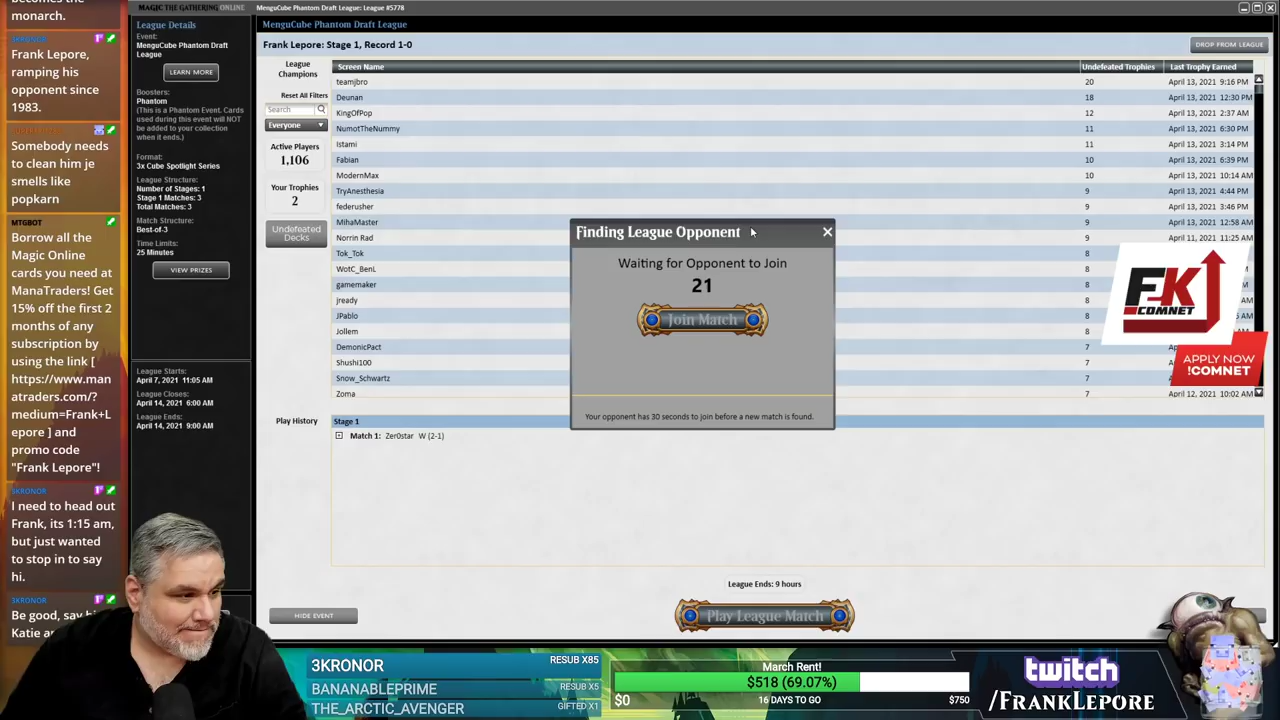 becomes the
monarch.
3KRONOR
Frank Lepore,
ramping his
opponent since
1983.
Somebody needs
to clean him je
smells like
popkarn
MTGBOT
Borrow all the
Magic Online
cards you need at
ManaTraders! Get
15% off the first 2
months of any
subscription by
using the link [
https://www.man
atraders.com/?
medium=Frank+L
epore ] and
promo code
"Frank Lepore"!
3KRONOR
I need to head out
Frank, its 1:15 am,
but just wanted
to stop in to say
hi.
3KRONOR
Be good, say hi
Katie an
MAGIC THE GATHERING ONLINE
MenguCube Phantom Draft League: League #5778
League Details
Event:
MenguCube Phantom Draft
League
LEARN MORE
Boosters:
Phantom
(This is a Phantom Event. Cards
used during this event will NOT
be added to your collection
when it ends.)
Format:
3x Cube Spotlight Series
League Structure:
Number of Stages: 1
Stage 1 Matches: 3
Total Matches: 3
Match Structure:
Best-of-3
Time Limits:
25 Minutes
VIEW PRIZES
League Starts:
April 7, 2021 11:05 AM
League Closes:
April 14, 2021 6:00 AM
League Ends:
April 14, 2021 9:00 AM
MenguCube Phantom Draft League
Frank Lepore: Stage 1, Record 1-0
DROP FROM LEAGUE
League
Champions
Reset All Filters
Search
Everyone
Active Players
1,106
Your Trophies
2
Undefeated
Decks
Screen Name Undefeated Trophies Last Trophy Earned
teamjbro 20 April 13, 2021 9:16 PM
Deunan 18 April 13, 2021 12:30 PM
KingOfPop 12 April 13, 2021 2:37 AM
NumotTheNummy 11 April 13, 2021 6:30 PM
Istami 11 April 13, 2021 3:14 PM
Fabian 10 April 13, 2021 6:39 PM
ModernMax 10 April 13, 2021 10:14 AM
TryAnesthesia 9 April 13, 2021 4:44 PM
federusher 9 April 13, 2021 3:46 PM
MihaMaster 9 April 13, 2021 12:58 AM
Norrin Rad 9 April 11, 2021 11:25 AM
Tok_Tok 8
WotC_BenL 8
gamemaker 8
jready 8
JPablo 8
Jollem 8
DemonicPact 7
Shushi100 7
Snow_Schwartz 7
Zoma 7 April 12, 2021 10:02 AM
Finding League Opponent
Waiting for Opponent to Join
21
Join Match
Your opponent has 30 seconds to join before a new match is found.
Play History
Stage 1
Match 1: Zer0star W (2-1)
League Ends: 9 hours
HIDE EVENT
Play League Match
COMNET
APPLY NOW
!COMNET
3KRONOR RESUB X85
BANANABLEPRIME RESUB X5
THE_ARCTIC_AVENGER GIFTED X1
March Rent!
$518 (69.07%)
$0 16 DAYS TO GO $750
twitch
/FRANKLEPORE